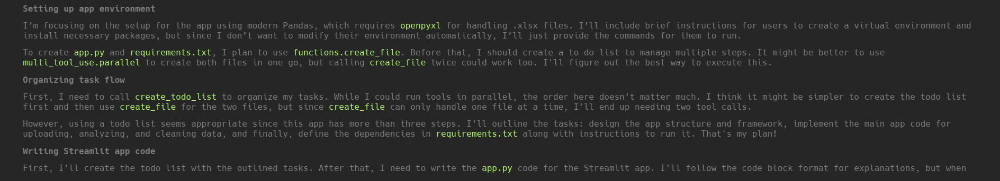 Setting up app environment
I’m focusing on the setup for the app using modern Pandas, which requires openpyxl for handling .xlsx files. I’ll include brief instructions for users to create a virtual environment and
install necessary packages, but since I don’t want to modify their environment automatically, I’ll just provide the commands for them to run.
To create app.py and requirements.txt, I plan to use functions.create_file. Before that, I should create a to-do list to manage multiple steps. It might be better to use
multi_tool_use.parallel to create both files in one go, but calling create_file twice could work too. I'll figure out the best way to execute this.
Organizing task flow
First, I need to call create_todo_list to organize my tasks. While I could run tools in parallel, the order here doesn’t matter much. I think it might be simpler to create the todo list
first and then use create_file for the two files, but since create_file can only handle one file at a time, I’ll end up needing two tool calls.
However, using a todo list seems appropriate since this app has more than three steps. I’ll outline the tasks: design the app structure and framework, implement the main app code for
uploading, analyzing, and cleaning data, and finally, define the dependencies in requirements.txt along with instructions to run it. That's my plan!
Writing Streamlit app code
First, I’ll create the todo list with the outlined tasks. After that, I need to write the app.py code for the Streamlit app. I’ll follow the code block format for explanations, but when